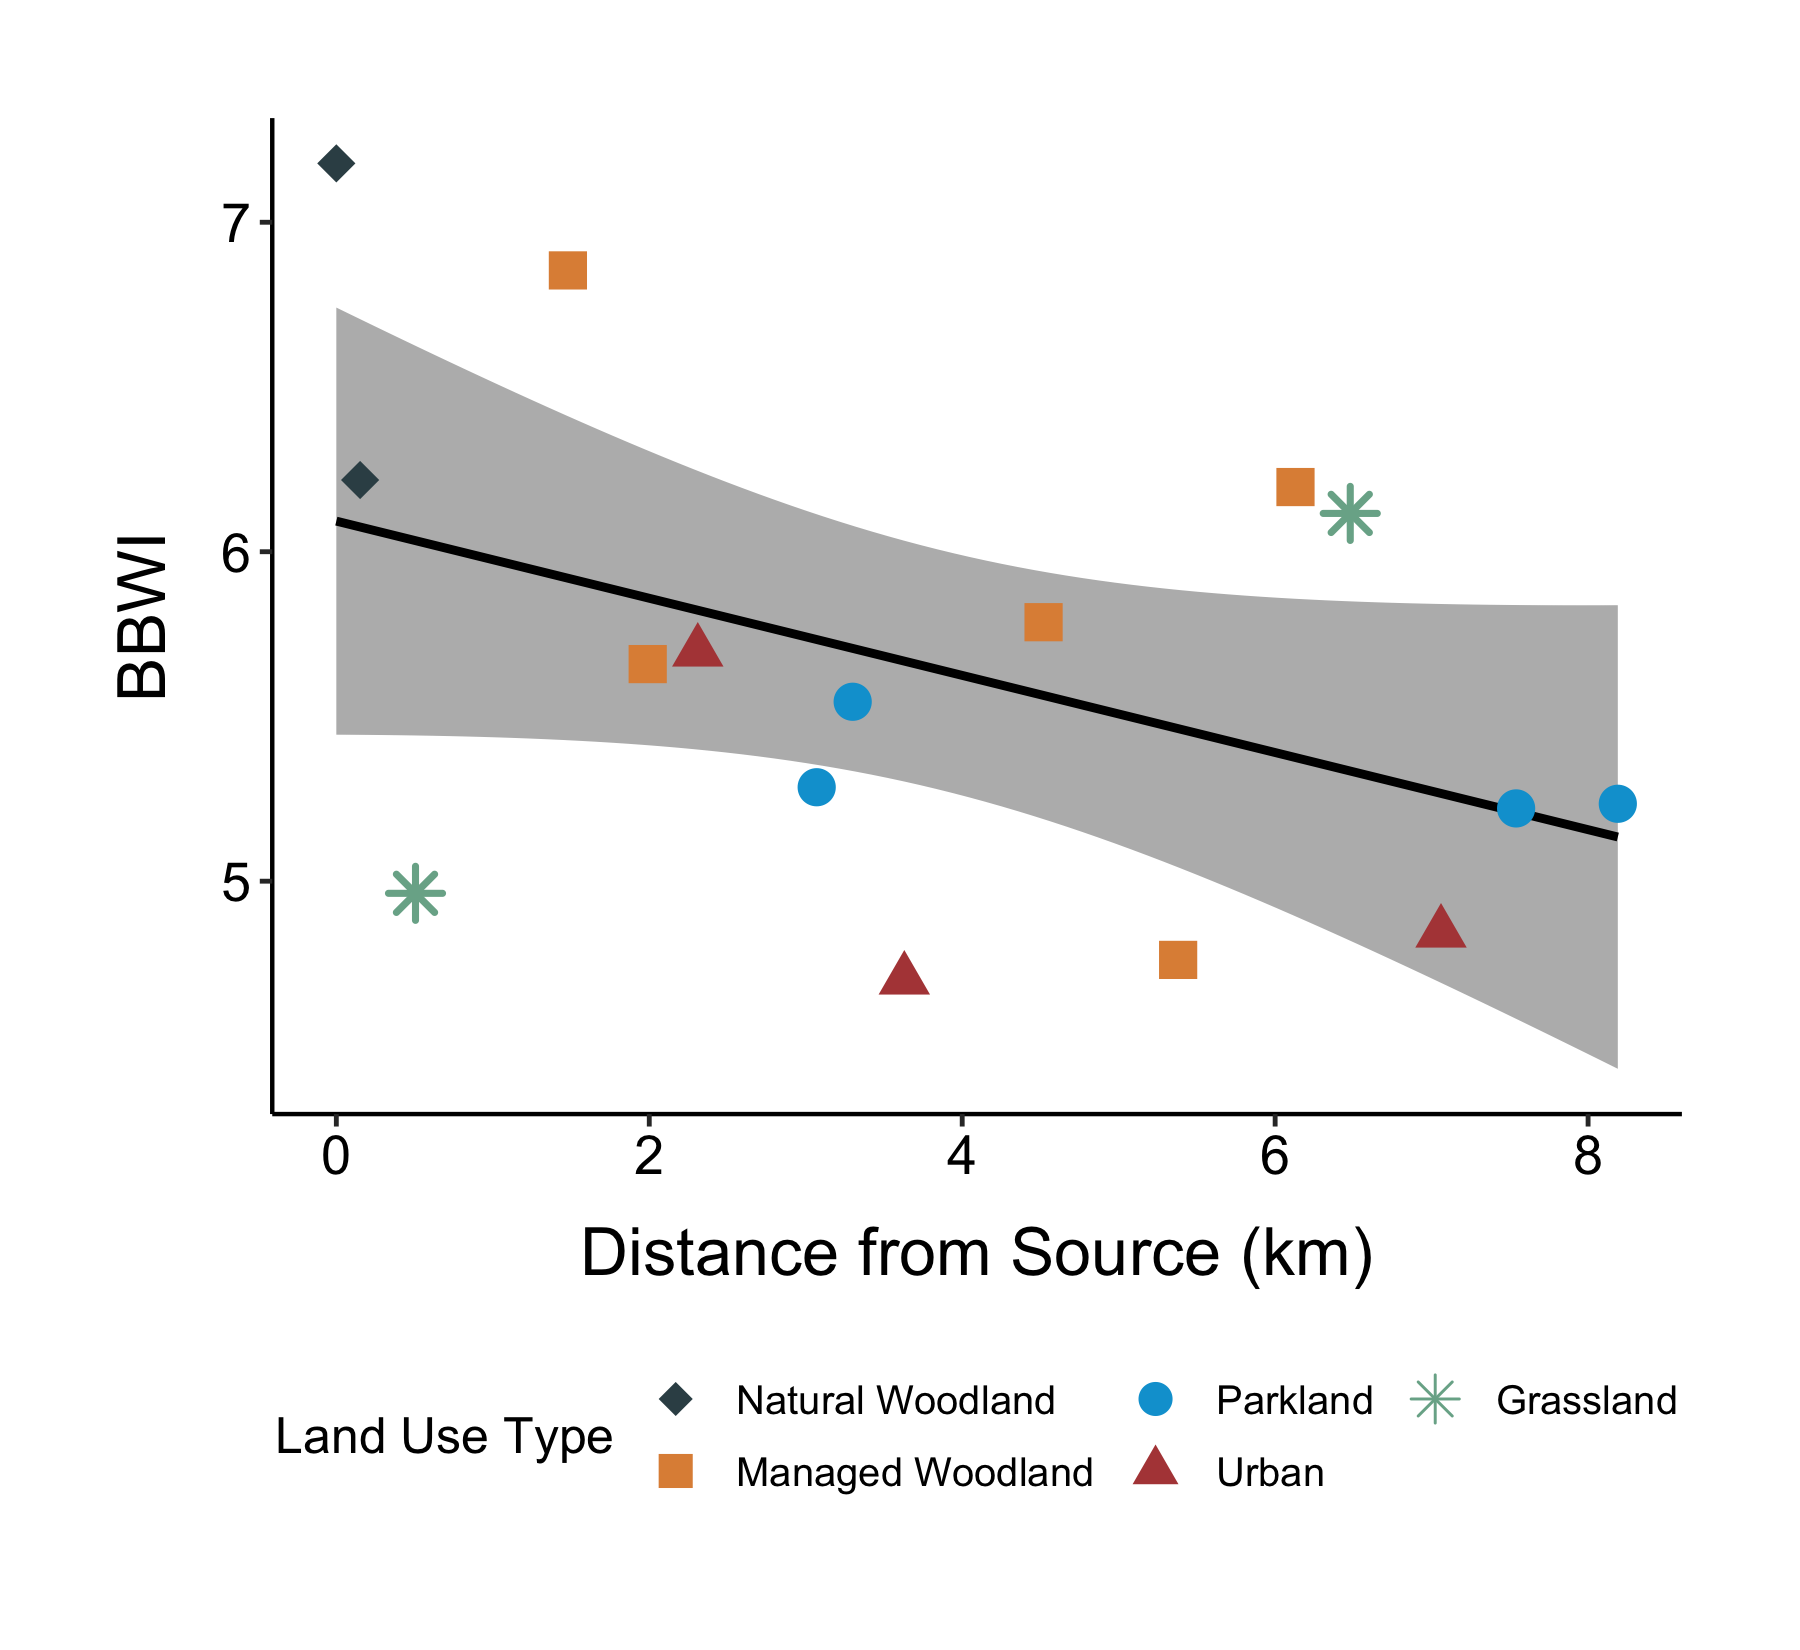 7
6
5
BBWI
0 2 4 6 8
Distance from Source (km)
Land Use Type
Natural Woodland Parkland Grassland
Managed Woodland Urban